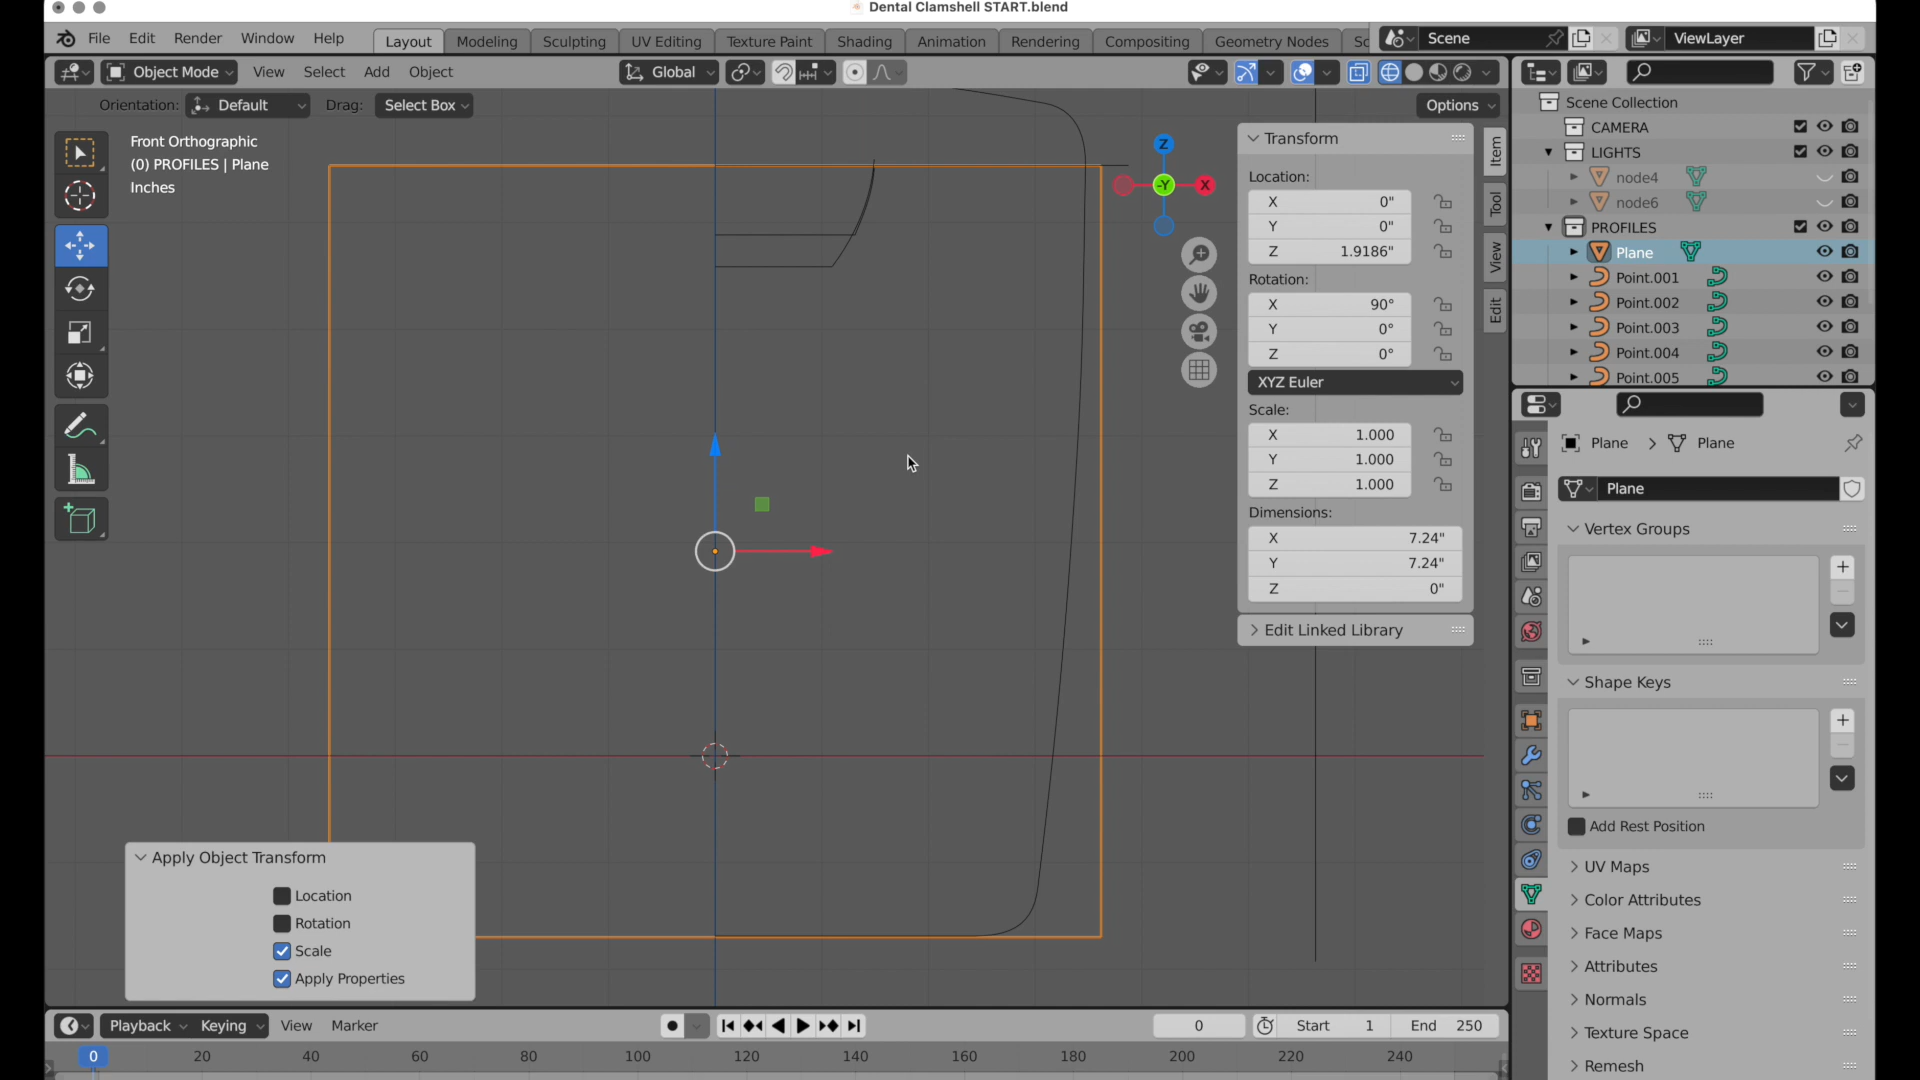 Dental Clamshell START.blend
File Edit Render Window Help
Layout Modeling Sculpting UV Editing Texture Paint Shading Animation Rendering Compositing Geometry Nodes Sc
Scene
ViewLayer
Object Mode View Select Add Object
Global
Orientation: Default Drag: Select Box
Options
Front Orthographic
(0) PROFILES | Plane
Inches
Z
-Y
X
Transform
Location:
X 0"
Y 0"
Z 1.9186"
Rotation:
X 90°
Y 0°
Z 0°
XYZ Euler
Scale:
X 1.000
Y 1.000
Z 1.000
Dimensions:
X 7.24"
Y 7.24"
Z 0"
Edit Linked Library
Item
Tool
View
Edit
Scene Collection
CAMERA
LIGHTS
node4
node6
PROFILES
Plane
Point.001
Point.002
Point.003
Point.004
Point.005
Plane Plane
Plane
Vertex Groups
Shape Keys
Add Rest Position
UV Maps
Color Attributes
Face Maps
Attributes
Normals
Texture Space
Remesh
Apply Object Transform
Location
Rotation
Scale
Apply Properties
Playback Keying View Marker
0
Start 1
End 250
0 20 40 60 80 100 120 140 160 180 200 220 240